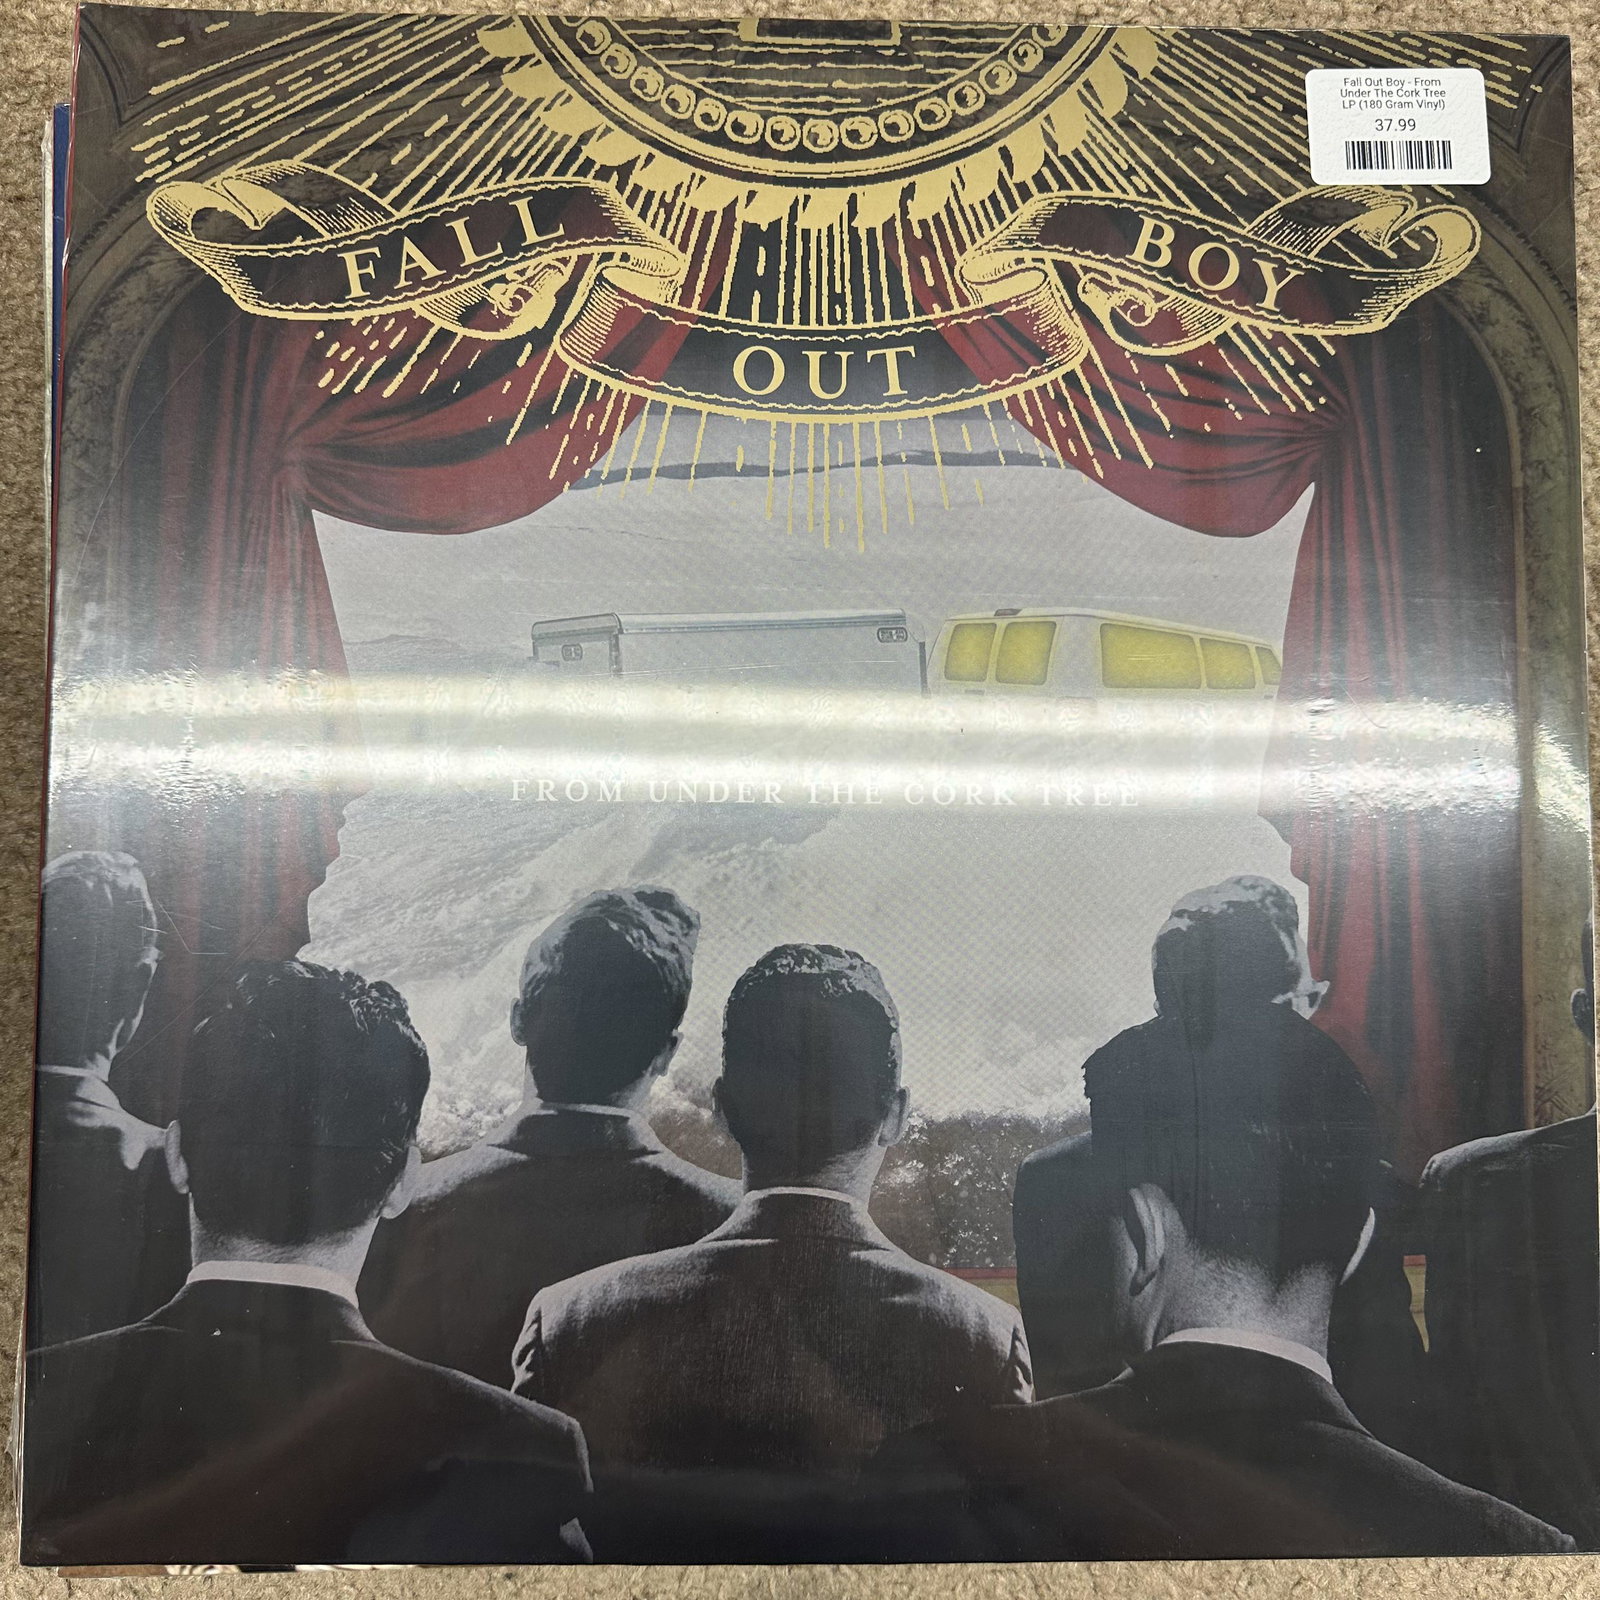 Fall Out Boy - From
Under The Cork Tree
LP (180 Gram Vinyl)
37.99
FALL
OUT
BOY
FROM UNDER THE CORK TREE